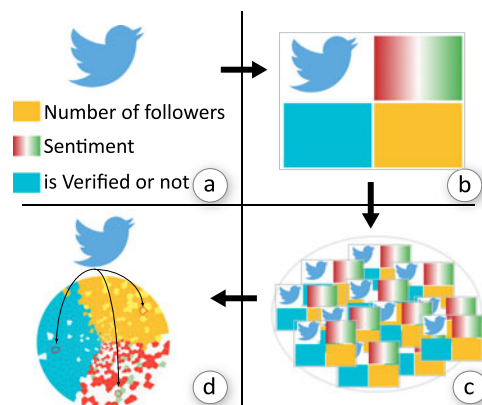 Number of followers
Sentiment
is Verified or not
a
b
d
c